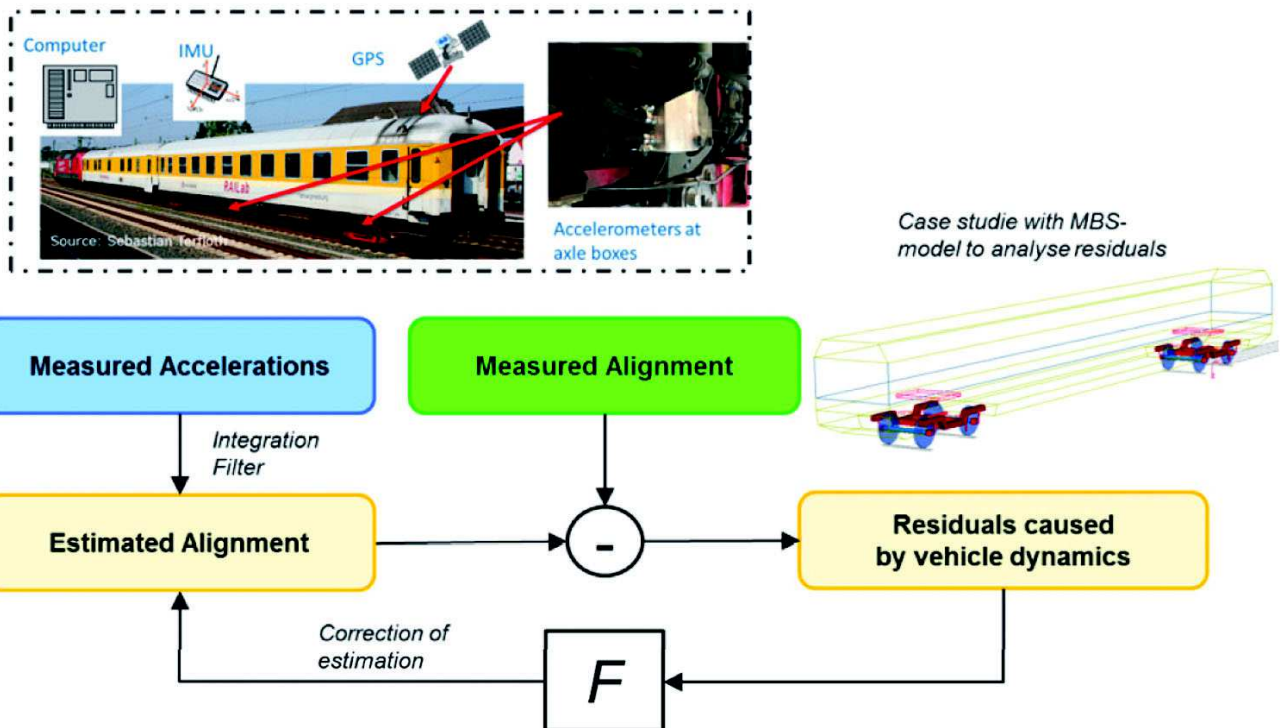 Computer
IMU
GPS
RAILab
Source: Sebastian Terfloth
Accelerometers at
axle boxes
Case studie with MBS-
model to analyse residuals
Measured Accelerations
Measured Alignment
Integration
Filter
Estimated Alignment
-
Residuals caused
by vehicle dynamics
Correction of
estimation
F